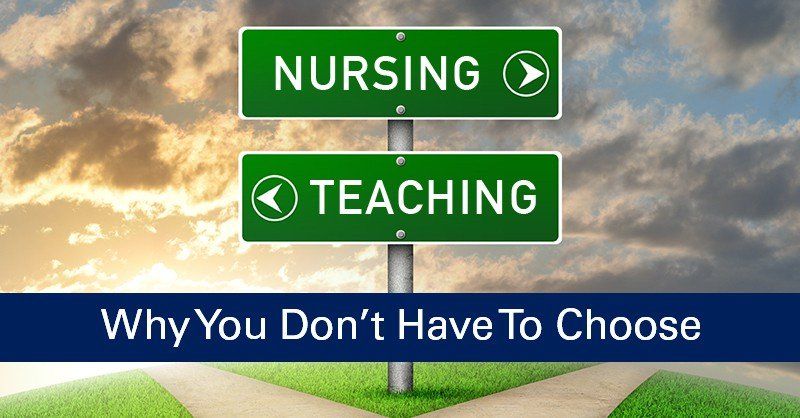 NURSING
TEACHING
Why You Don't Have To Choose